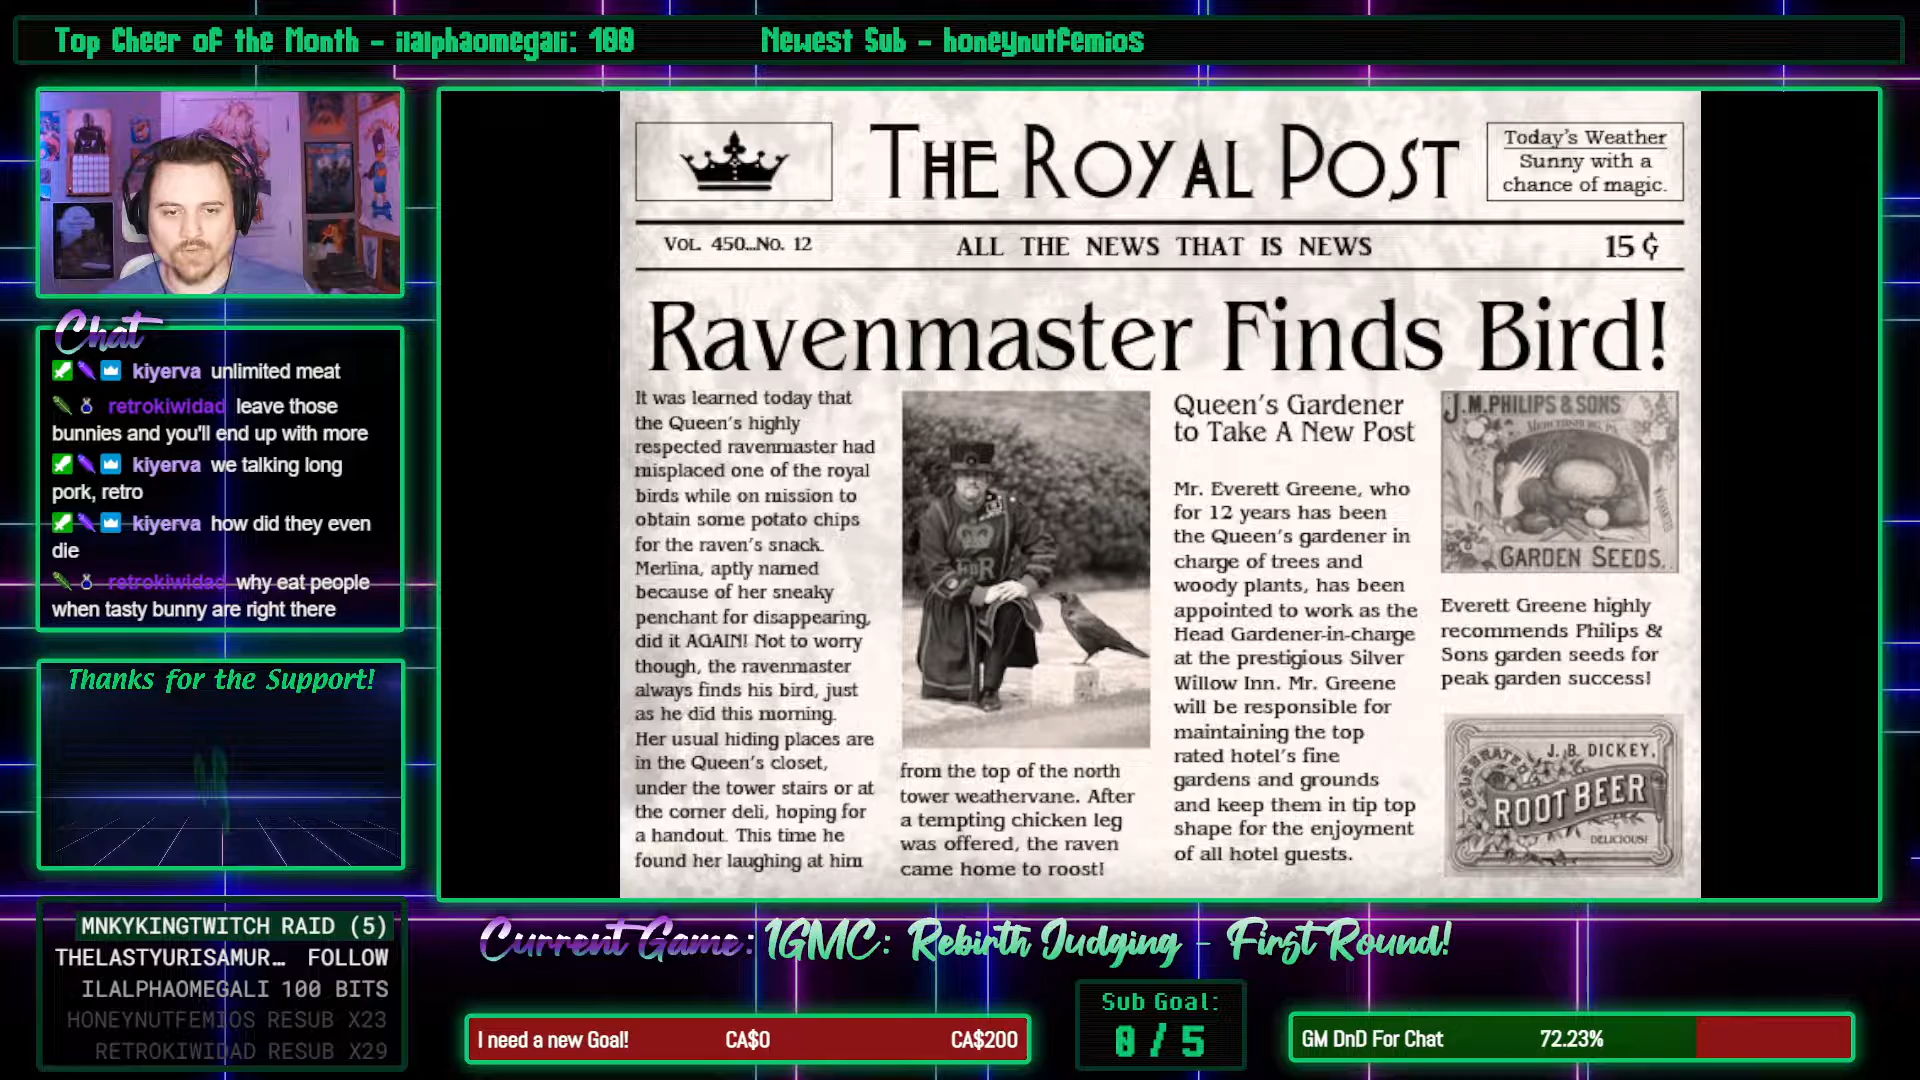 Top Cheer of the Month - ilalphaomegali: 100
Newest Sub - honeynutfemios
Chat
kiyerva unlimited meat
retrokiwidad leave those
bunnies and you'll end up with more
kiyerva we talking long
pork, retro
kiyerva how did they even
die
retrokiwidad why eat people
when tasty bunny are right there
Thanks for the Support!
MNKYKINGTWITCH RAID (5)
THELASTYURISAMUR... FOLLOW
ILALPHAOMEGALI 100 BITS
HONEYNUTFEMIOS RESUB X23
RETROKIWIDAD RESUB X29
THE ROYAL POST
Today's Weather
Sunny with a
chance of magic.
VOL. 450...NO. 12
ALL THE NEWS THAT IS NEWS
15 ¢
Ravenmaster Finds Bird!
It was learned today that
the Queen's highly
respected ravenmaster had
misplaced one of the royal
birds while on mission to
obtain some potato chips
for the raven's snack.
Merlina, aptly named
because of her sneaky
penchant for disappearing,
did it AGAIN! Not to worry
though, the ravenmaster
always finds his bird, just
as he did this morning.
Her usual hiding places are
in the Queen's closet,
under the tower stairs or at
the corner deli, hoping for
a handout. This time he
found her laughing at him
from the top of the north
tower weathervane. After
a tempting chicken leg
was offered, the raven
came home to roost!
Queen's Gardener
to Take A New Post
Mr. Everett Greene, who
for 12 years has been
the Queen's gardener in
charge of trees and
woody plants, has been
appointed to work as the
Head Gardener-in-charge
at the prestigious Silver
Willow Inn. Mr. Greene
will be responsible for
maintaining the top
rated hotel's fine
gardens and grounds
and keep them in tip top
shape for the enjoyment
of all hotel guests.
J.M. PHILIPS & SONS
MERCERSBURG, PA.
GARDEN SEEDS.
Everett Greene highly
recommends Philips &
Sons garden seeds for
peak garden success!
CELEBRATED
J. B. DICKEY,
ROOT BEER
DELICIOUS!
Current Game: IGMC: Rebirth Judging - First Round!
I need a new Goal! CA$0 CA$200
Sub Goal:
0 / 5
GM DnD For Chat 72.23%